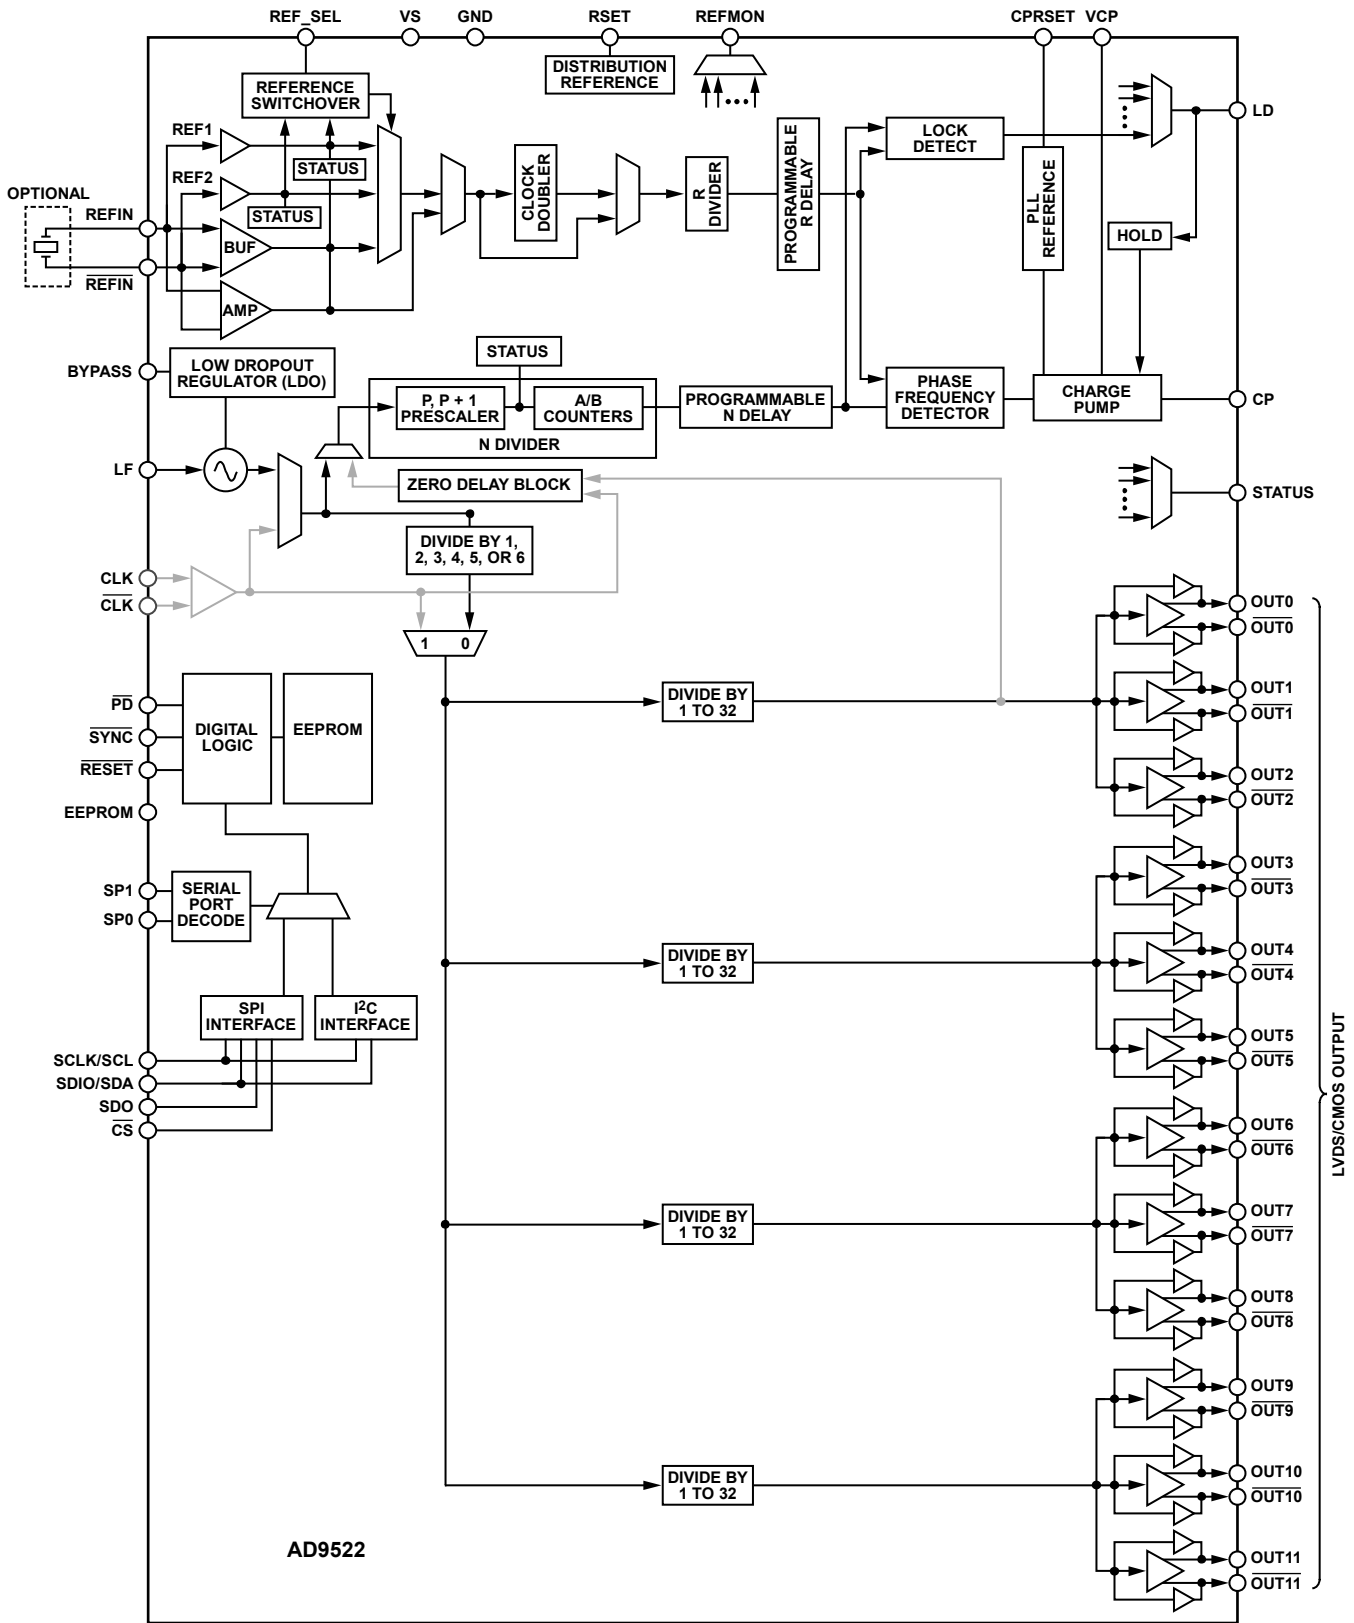 REF_SEL
VS
GND
RSET
REFMON
CPRSET
VCP
DISTRIBUTION
REFERENCE
REFERENCE
SWITCHOVER
REF1
STATUS
REF2
STATUS
BUF
AMP
OPTIONAL
REFIN
REFIN
CLOCK
DOUBLER
R
DIVIDER
PROGRAMMABLE
R DELAY
LOCK
DETECT
PLL
REFERENCE
HOLD
LD
BYPASS
LOW DROPOUT
REGULATOR (LDO)
STATUS
P, P + 1
PRESCALER
A/B
COUNTERS
N DIVIDER
PROGRAMMABLE
N DELAY
PHASE
FREQUENCY
DETECTOR
CHARGE
PUMP
CP
LF
ZERO DELAY BLOCK
STATUS
DIVIDE BY 1,
2, 3, 4, 5, OR 6
CLK
CLK
1 0
OUT0
OUT0
PD
SYNC
RESET
EEPROM
DIGITAL
LOGIC
EEPROM
DIVIDE BY
1 TO 32
OUT1
OUT1
OUT2
OUT2
SP1
SP0
SERIAL
PORT
DECODE
OUT3
OUT3
DIVIDE BY
1 TO 32
OUT4
OUT4
SPI
INTERFACE
I2C
INTERFACE
OUT5
OUT5
SCLK/SCL
SDIO/SDA
SDO
CS
LVDS/CMOS OUTPUT
OUT6
OUT6
DIVIDE BY
1 TO 32
OUT7
OUT7
OUT8
OUT8
OUT9
OUT9
DIVIDE BY
1 TO 32
OUT10
OUT10
OUT11
OUT11
AD9522